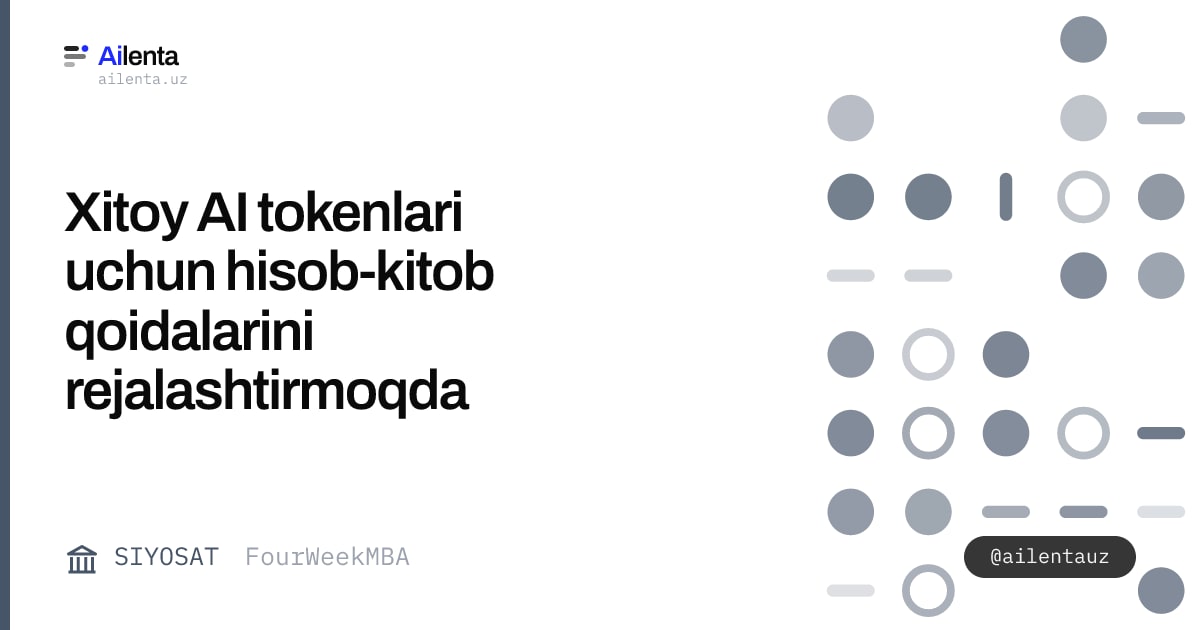 Ailenta
ailenta.uz
Xitoy AI tokenlari
uchun hisob-kitob
qoidalarini
rejalashtirmoqda
SIYOSAT FourWeekMBA
@ailentauz